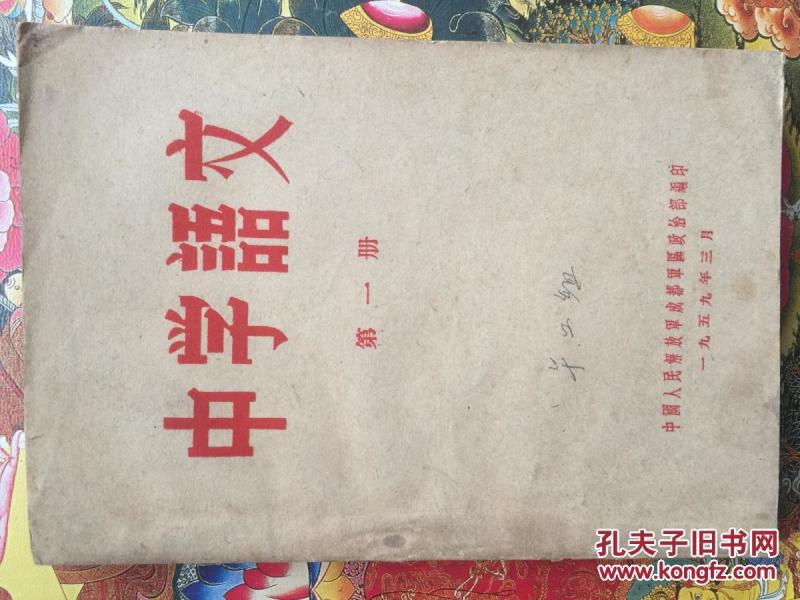 中学語文
第一册
中國人民解放軍成都軍區政治部編印
一九五九年三月
孔夫子旧书网
www.kongfz.com